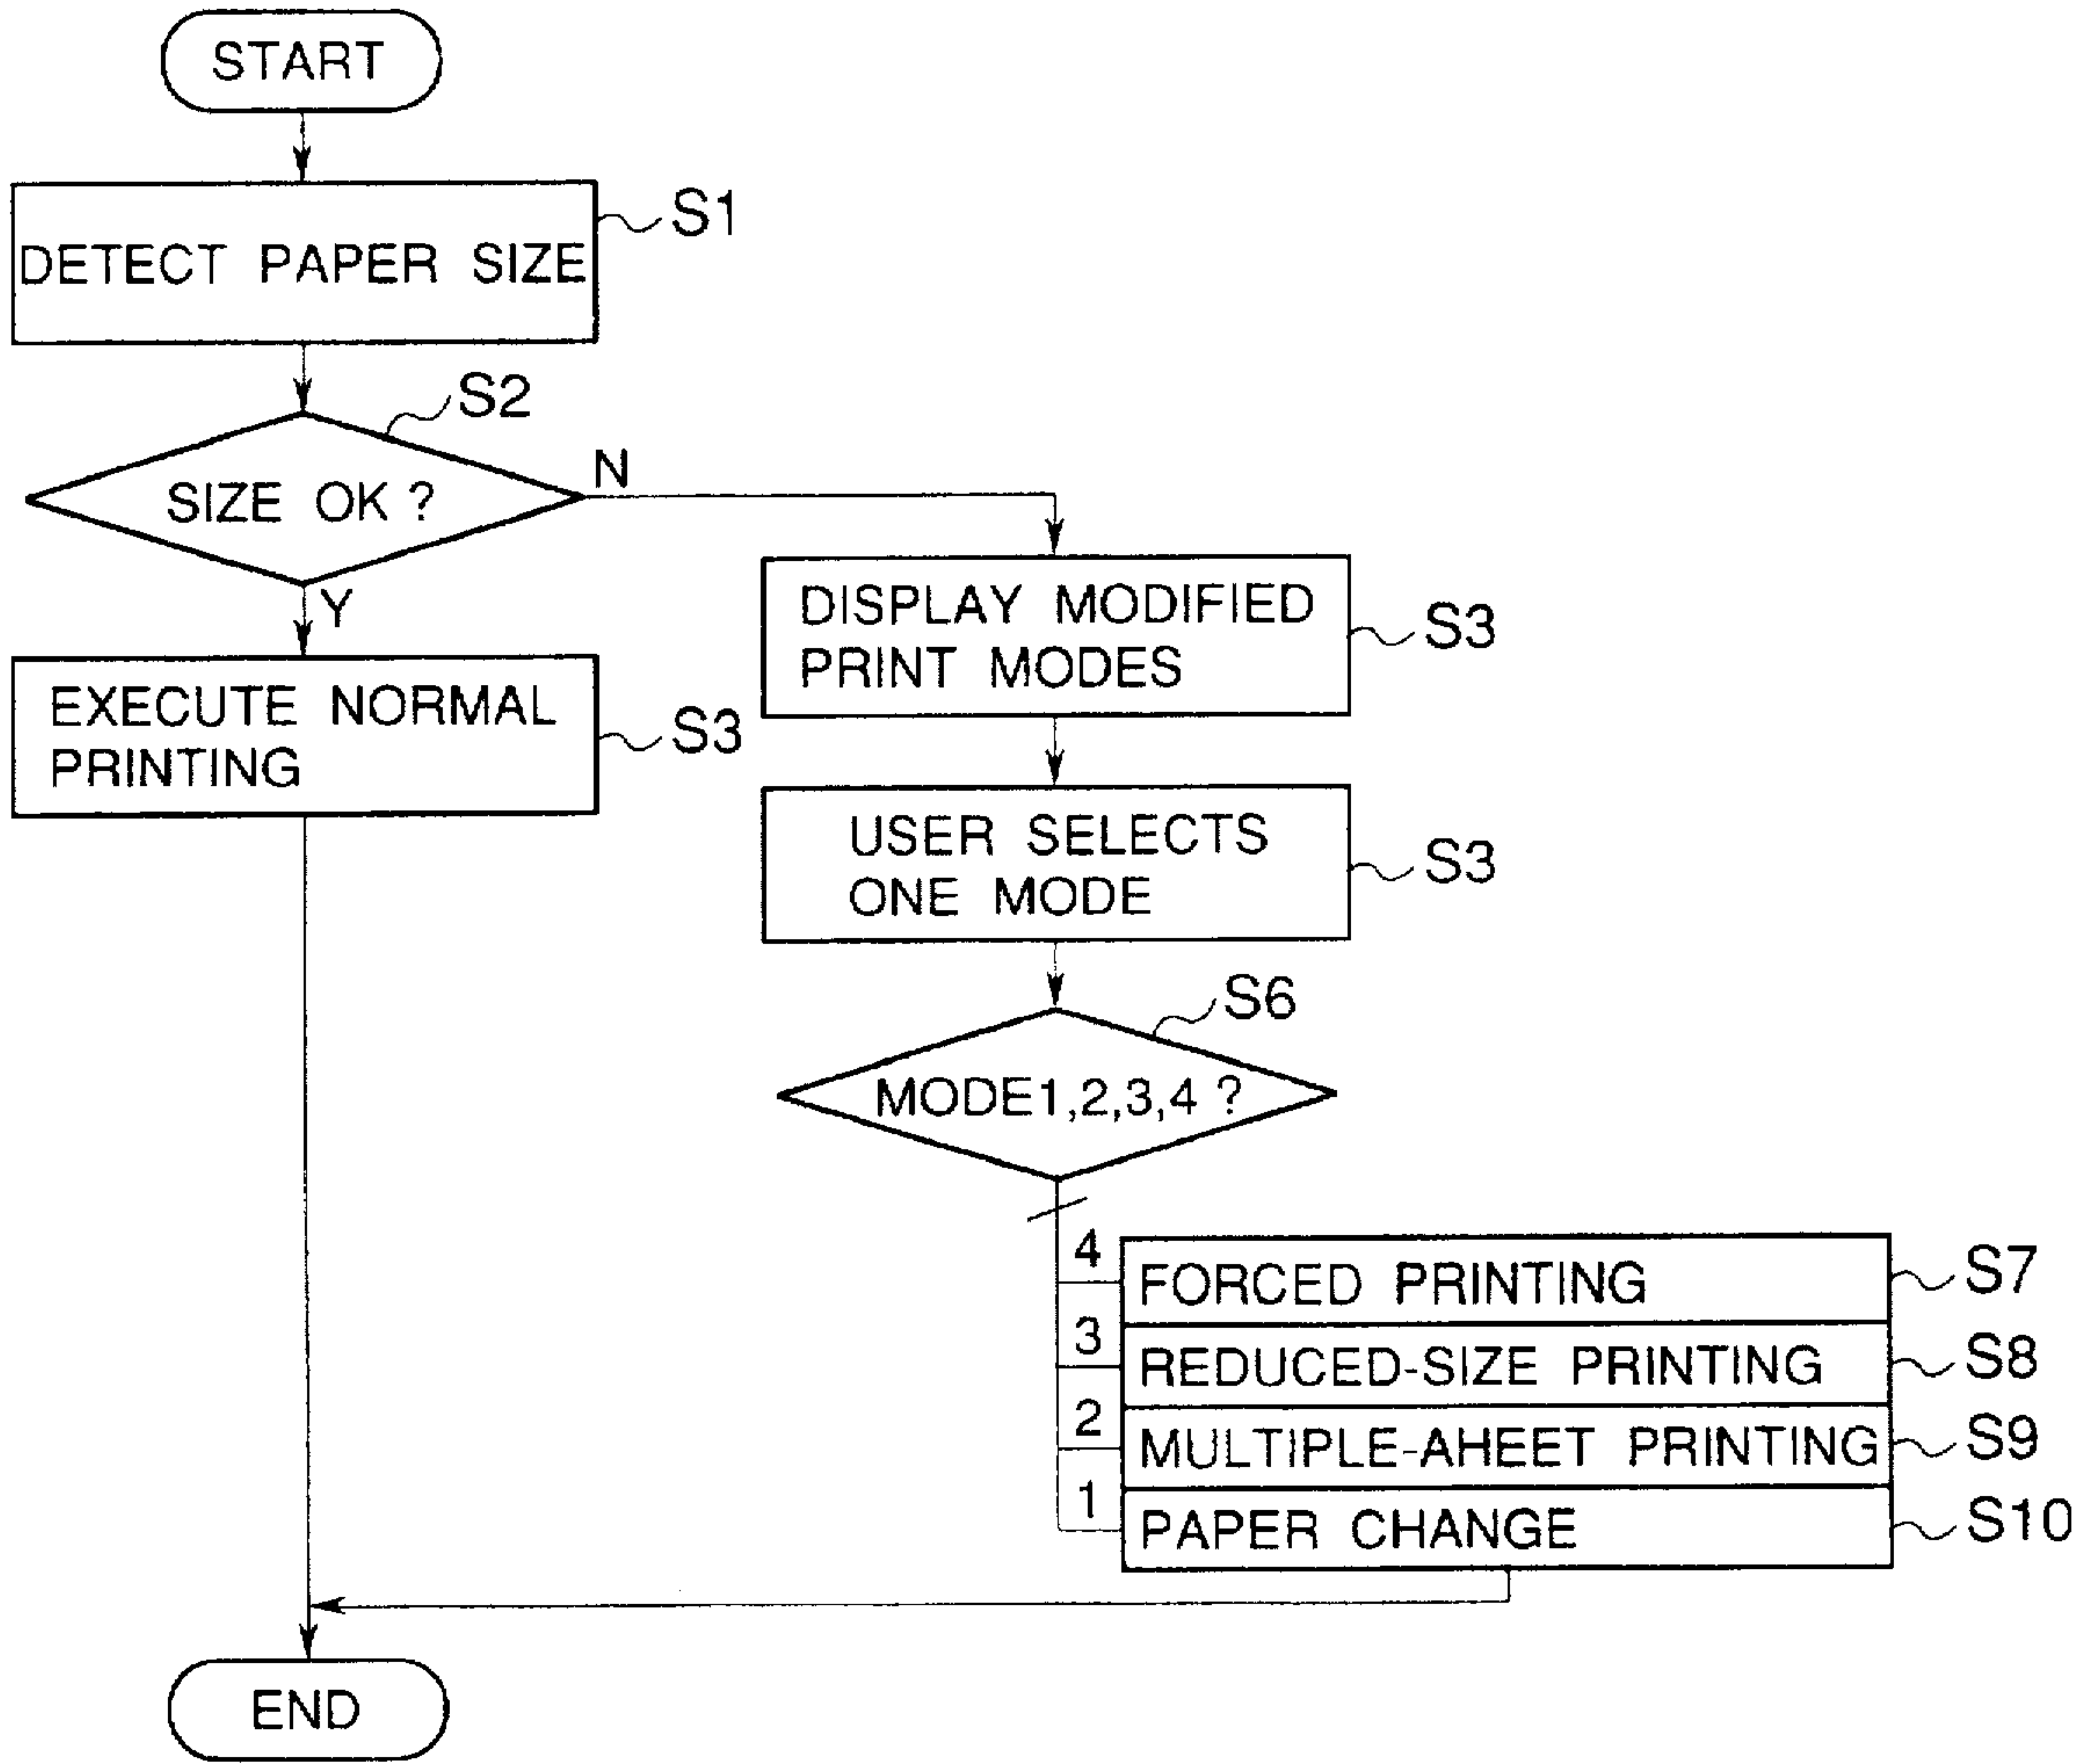 START
DETECT PAPER SIZE
S1
S2
SIZE OK ?
N
Y
EXECUTE NORMAL
PRINTING
S3
DISPLAY MODIFIED
PRINT MODES
S3
USER SELECTS
ONE MODE
S3
S6
MODE1,2,3,4 ?
4
FORCED PRINTING
S7
3
REDUCED-SIZE PRINTING
S8
2
MULTIPLE-AHEET PRINTING
S9
1
PAPER CHANGE
S10
END